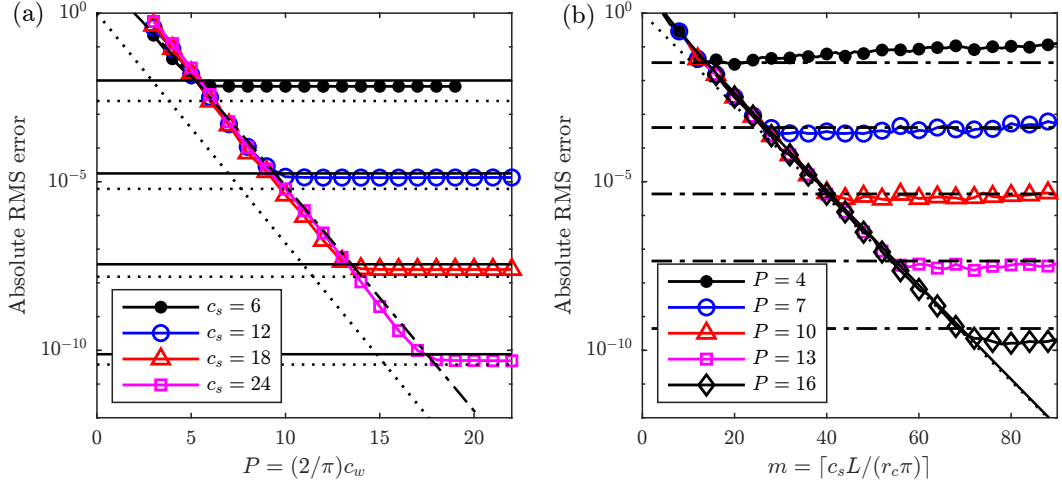 (a)
Absolute RMS error
10^0
10^{-5}
10^{-10}
c_s = 6
c_s = 12
c_s = 18
c_s = 24
0 5 10 15 20
P = (2/π)c_w
(b)
Absolute RMS error
10^0
10^{-5}
10^{-10}
P = 4
P = 7
P = 10
P = 13
P = 16
0 20 40 60 80
m = ⌈c_s L/(r_c π)⌉